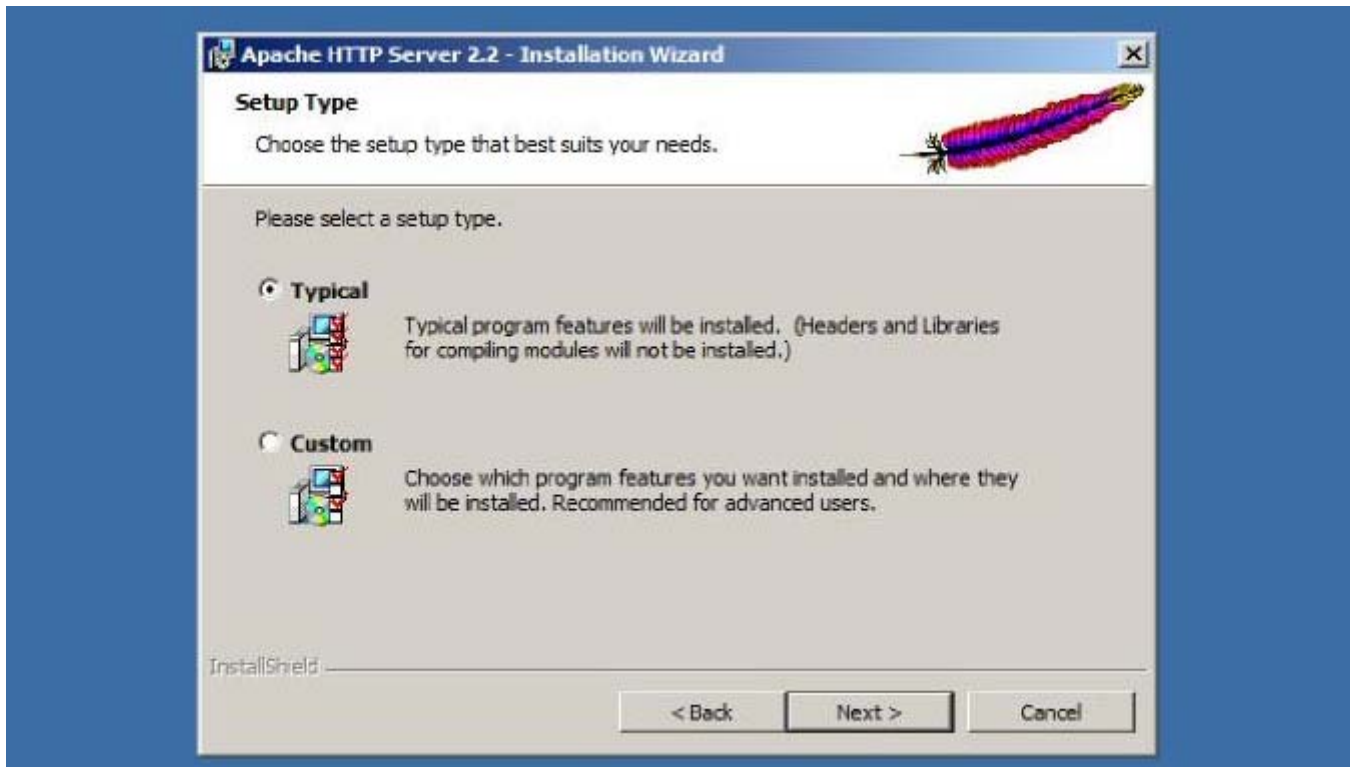 Apache HTTP Server 2.2 - Installation Wizard
Setup Type
Choose the setup type that best suits your needs.
Please select a setup type.
Typical
Typical program features will be installed. (Headers and Libraries
for compiling modules will not be installed.)
Custom
Choose which program features you want installed and where they
will be installed. Recommended for advanced users.
InstallShield
< Back
Next >
Cancel